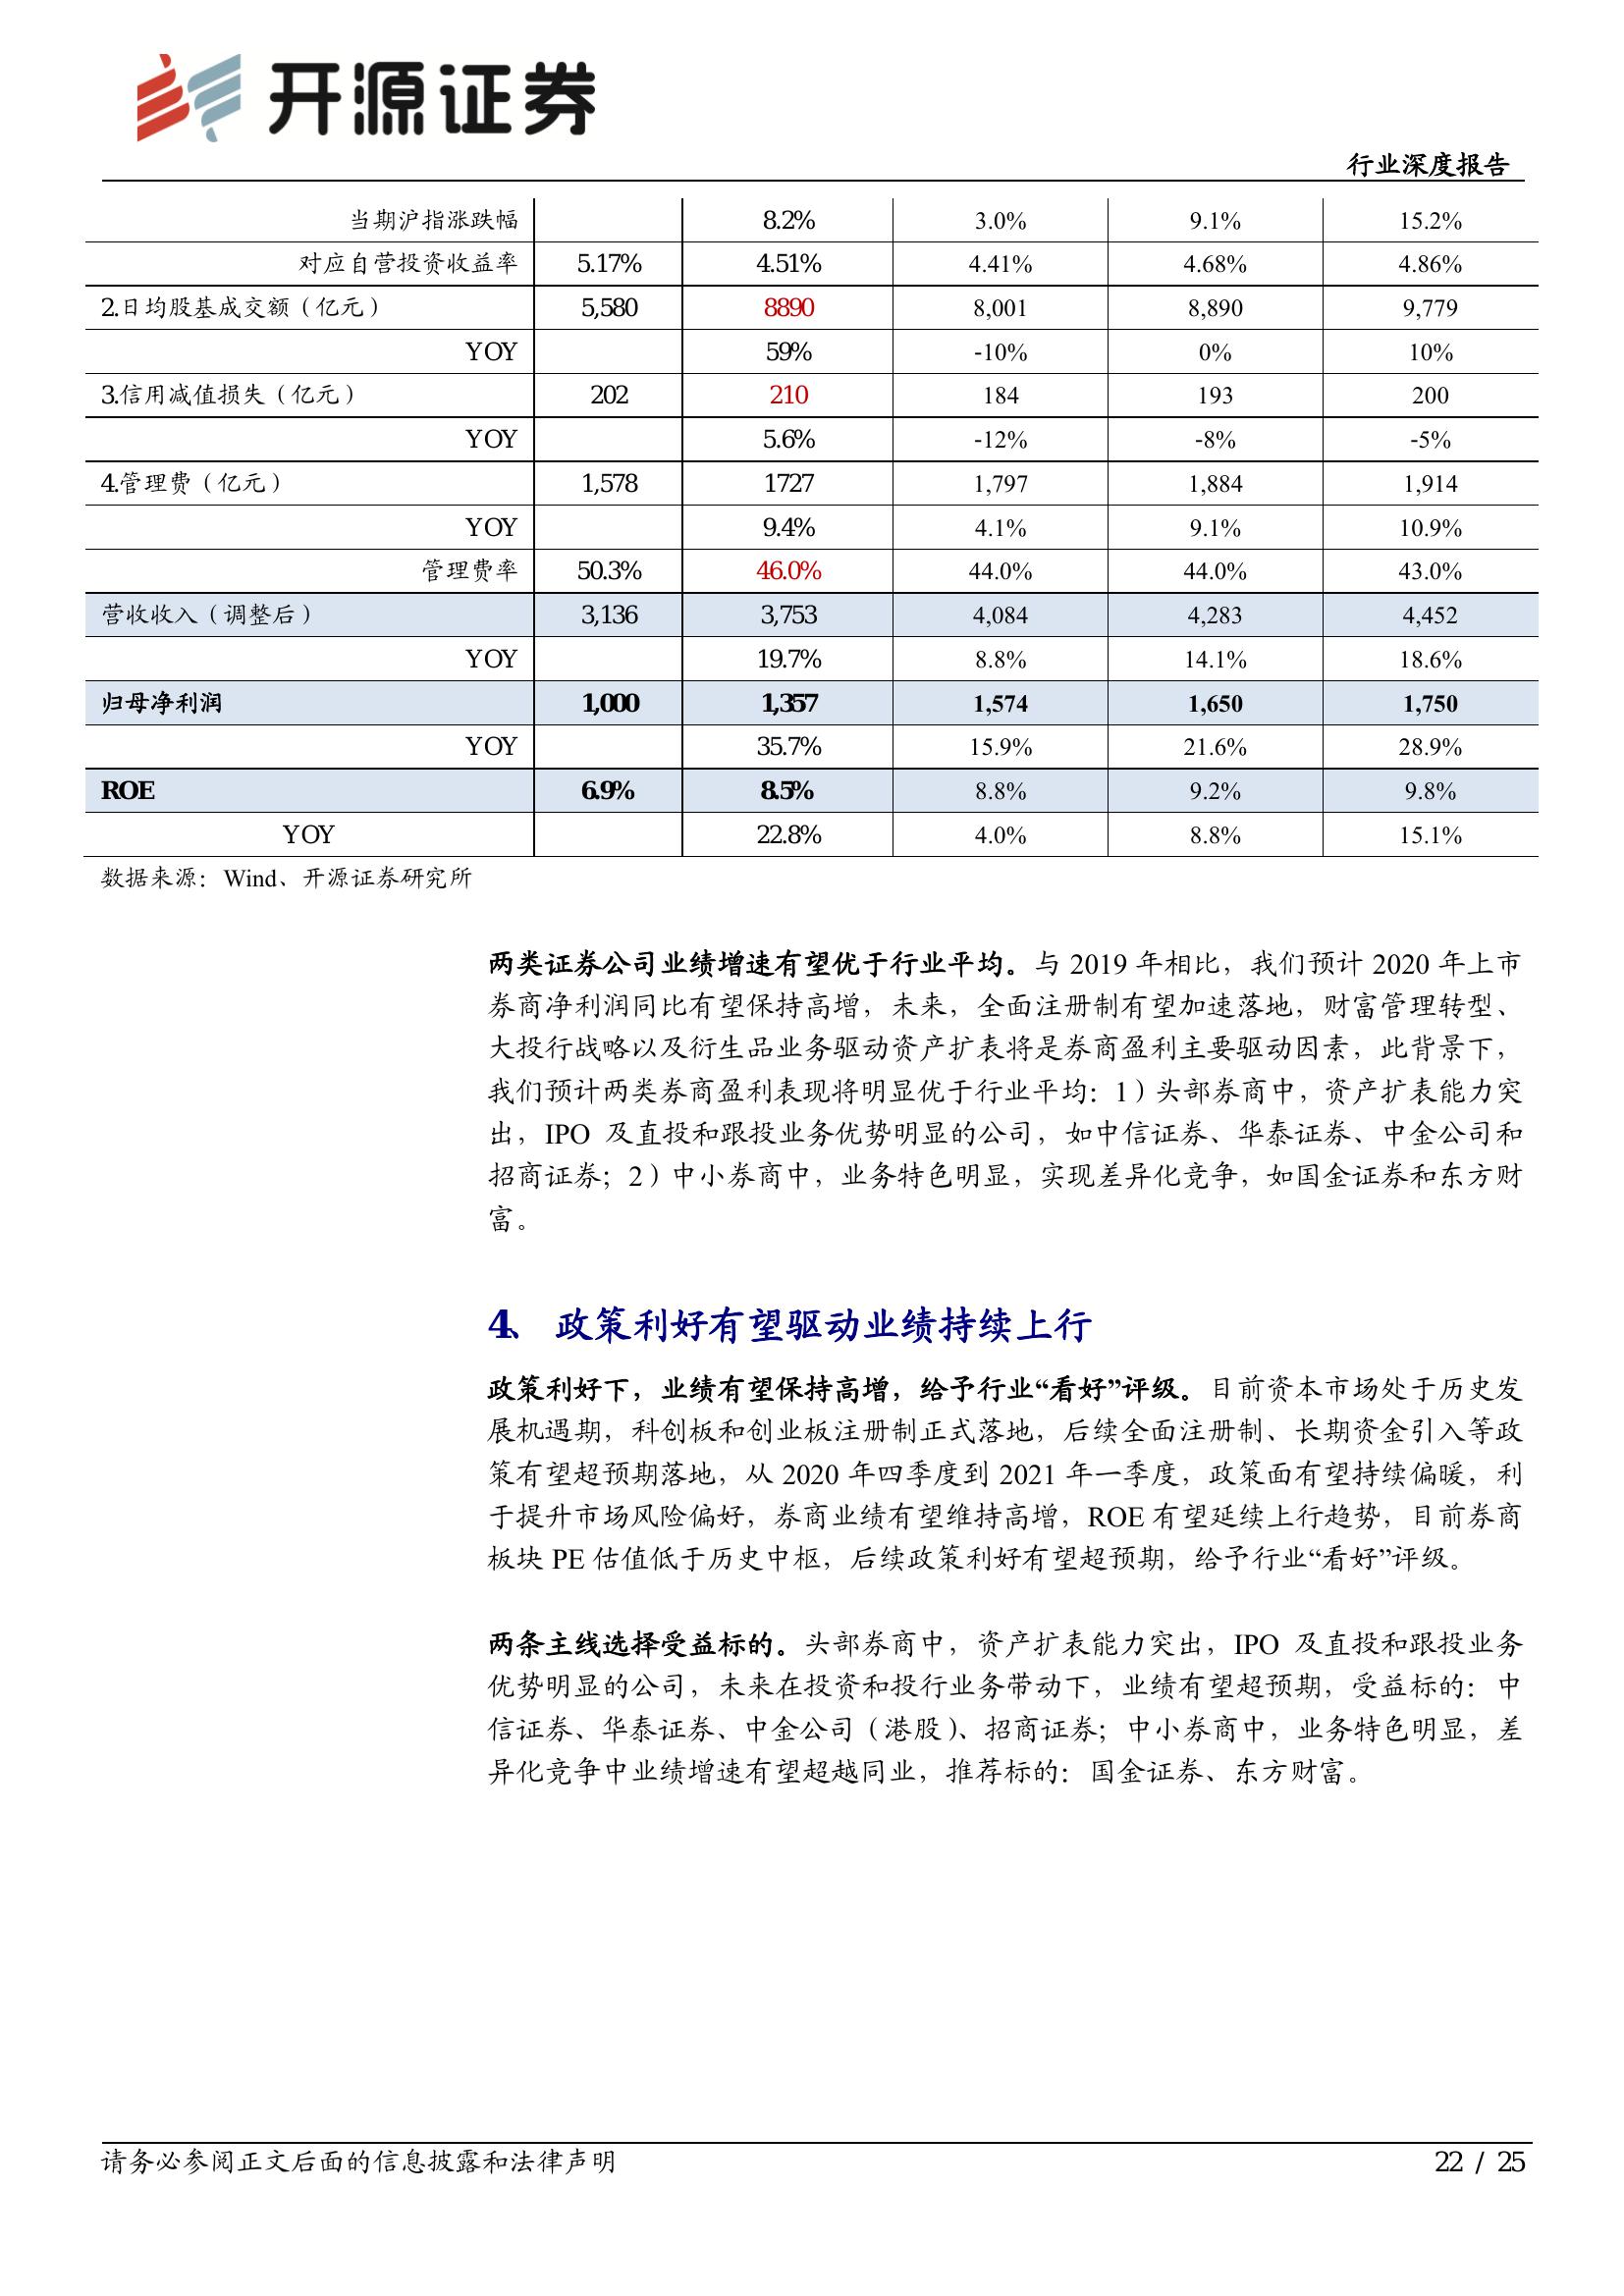 开源证券
行业深度报告
当期沪指涨跌幅 8.2% 3.0% 9.1% 15.2%
对应自营投资收益率 5.17% 4.51% 4.41% 4.68% 4.86%
2.日均股基成交额（亿元） 5,580 8890 8,001 8,890 9,779
YOY 59% -10% 0% 10%
3.信用减值损失（亿元） 202 210 184 193 200
YOY 5.6% -12% -8% -5%
4.管理费（亿元） 1,578 1727 1,797 1,884 1,914
YOY 9.4% 4.1% 9.1% 10.9%
管理费率 50.3% 46.0% 44.0% 44.0% 43.0%
营收收入（调整后） 3,136 3,753 4,084 4,283 4,452
YOY 19.7% 8.8% 14.1% 18.6%
归母净利润 1,000 1,357 1,574 1,650 1,750
YOY 35.7% 15.9% 21.6% 28.9%
ROE 6.9% 8.5% 8.8% 9.2% 9.8%
YOY 22.8% 4.0% 8.8% 15.1%
数据来源：Wind、开源证券研究所
两类证券公司业绩增速有望优于行业平均。与 2019 年相比，我们预计 2020 年上市
券商净利润同比有望保持高增，未来，全面注册制有望加速落地，财富管理转型、
大投行战略以及衍生品业务驱动资产扩表将是券商盈利主要驱动因素，此背景下，
我们预计两类券商盈利表现将明显优于行业平均：1）头部券商中，资产扩表能力突
出，IPO 及直投和跟投业务优势明显的公司，如中信证券、华泰证券、中金公司和
招商证券；2）中小券商中，业务特色明显，实现差异化竞争，如国金证券和东方财
富。
4、 政策利好有望驱动业绩持续上行
政策利好下，业绩有望保持高增，给予行业“看好”评级。目前资本市场处于历史发
展机遇期，科创板和创业板注册制正式落地，后续全面注册制、长期资金引入等政
策有望超预期落地，从 2020 年四季度到 2021 年一季度，政策面有望持续偏暖，利
于提升市场风险偏好，券商业绩有望维持高增，ROE 有望延续上行趋势，目前券商
板块 PE 估值低于历史中枢，后续政策利好有望超预期，给予行业“看好”评级。
两条主线选择受益标的。头部券商中，资产扩表能力突出，IPO 及直投和跟投业务
优势明显的公司，未来在投资和投行业务带动下，业绩有望超预期，受益标的：中
信证券、华泰证券、中金公司（港股）、招商证券；中小券商中，业务特色明显，差
异化竞争中业绩增速有望超越同业，推荐标的：国金证券、东方财富。
请务必参阅正文后面的信息披露和法律声明
22 / 25